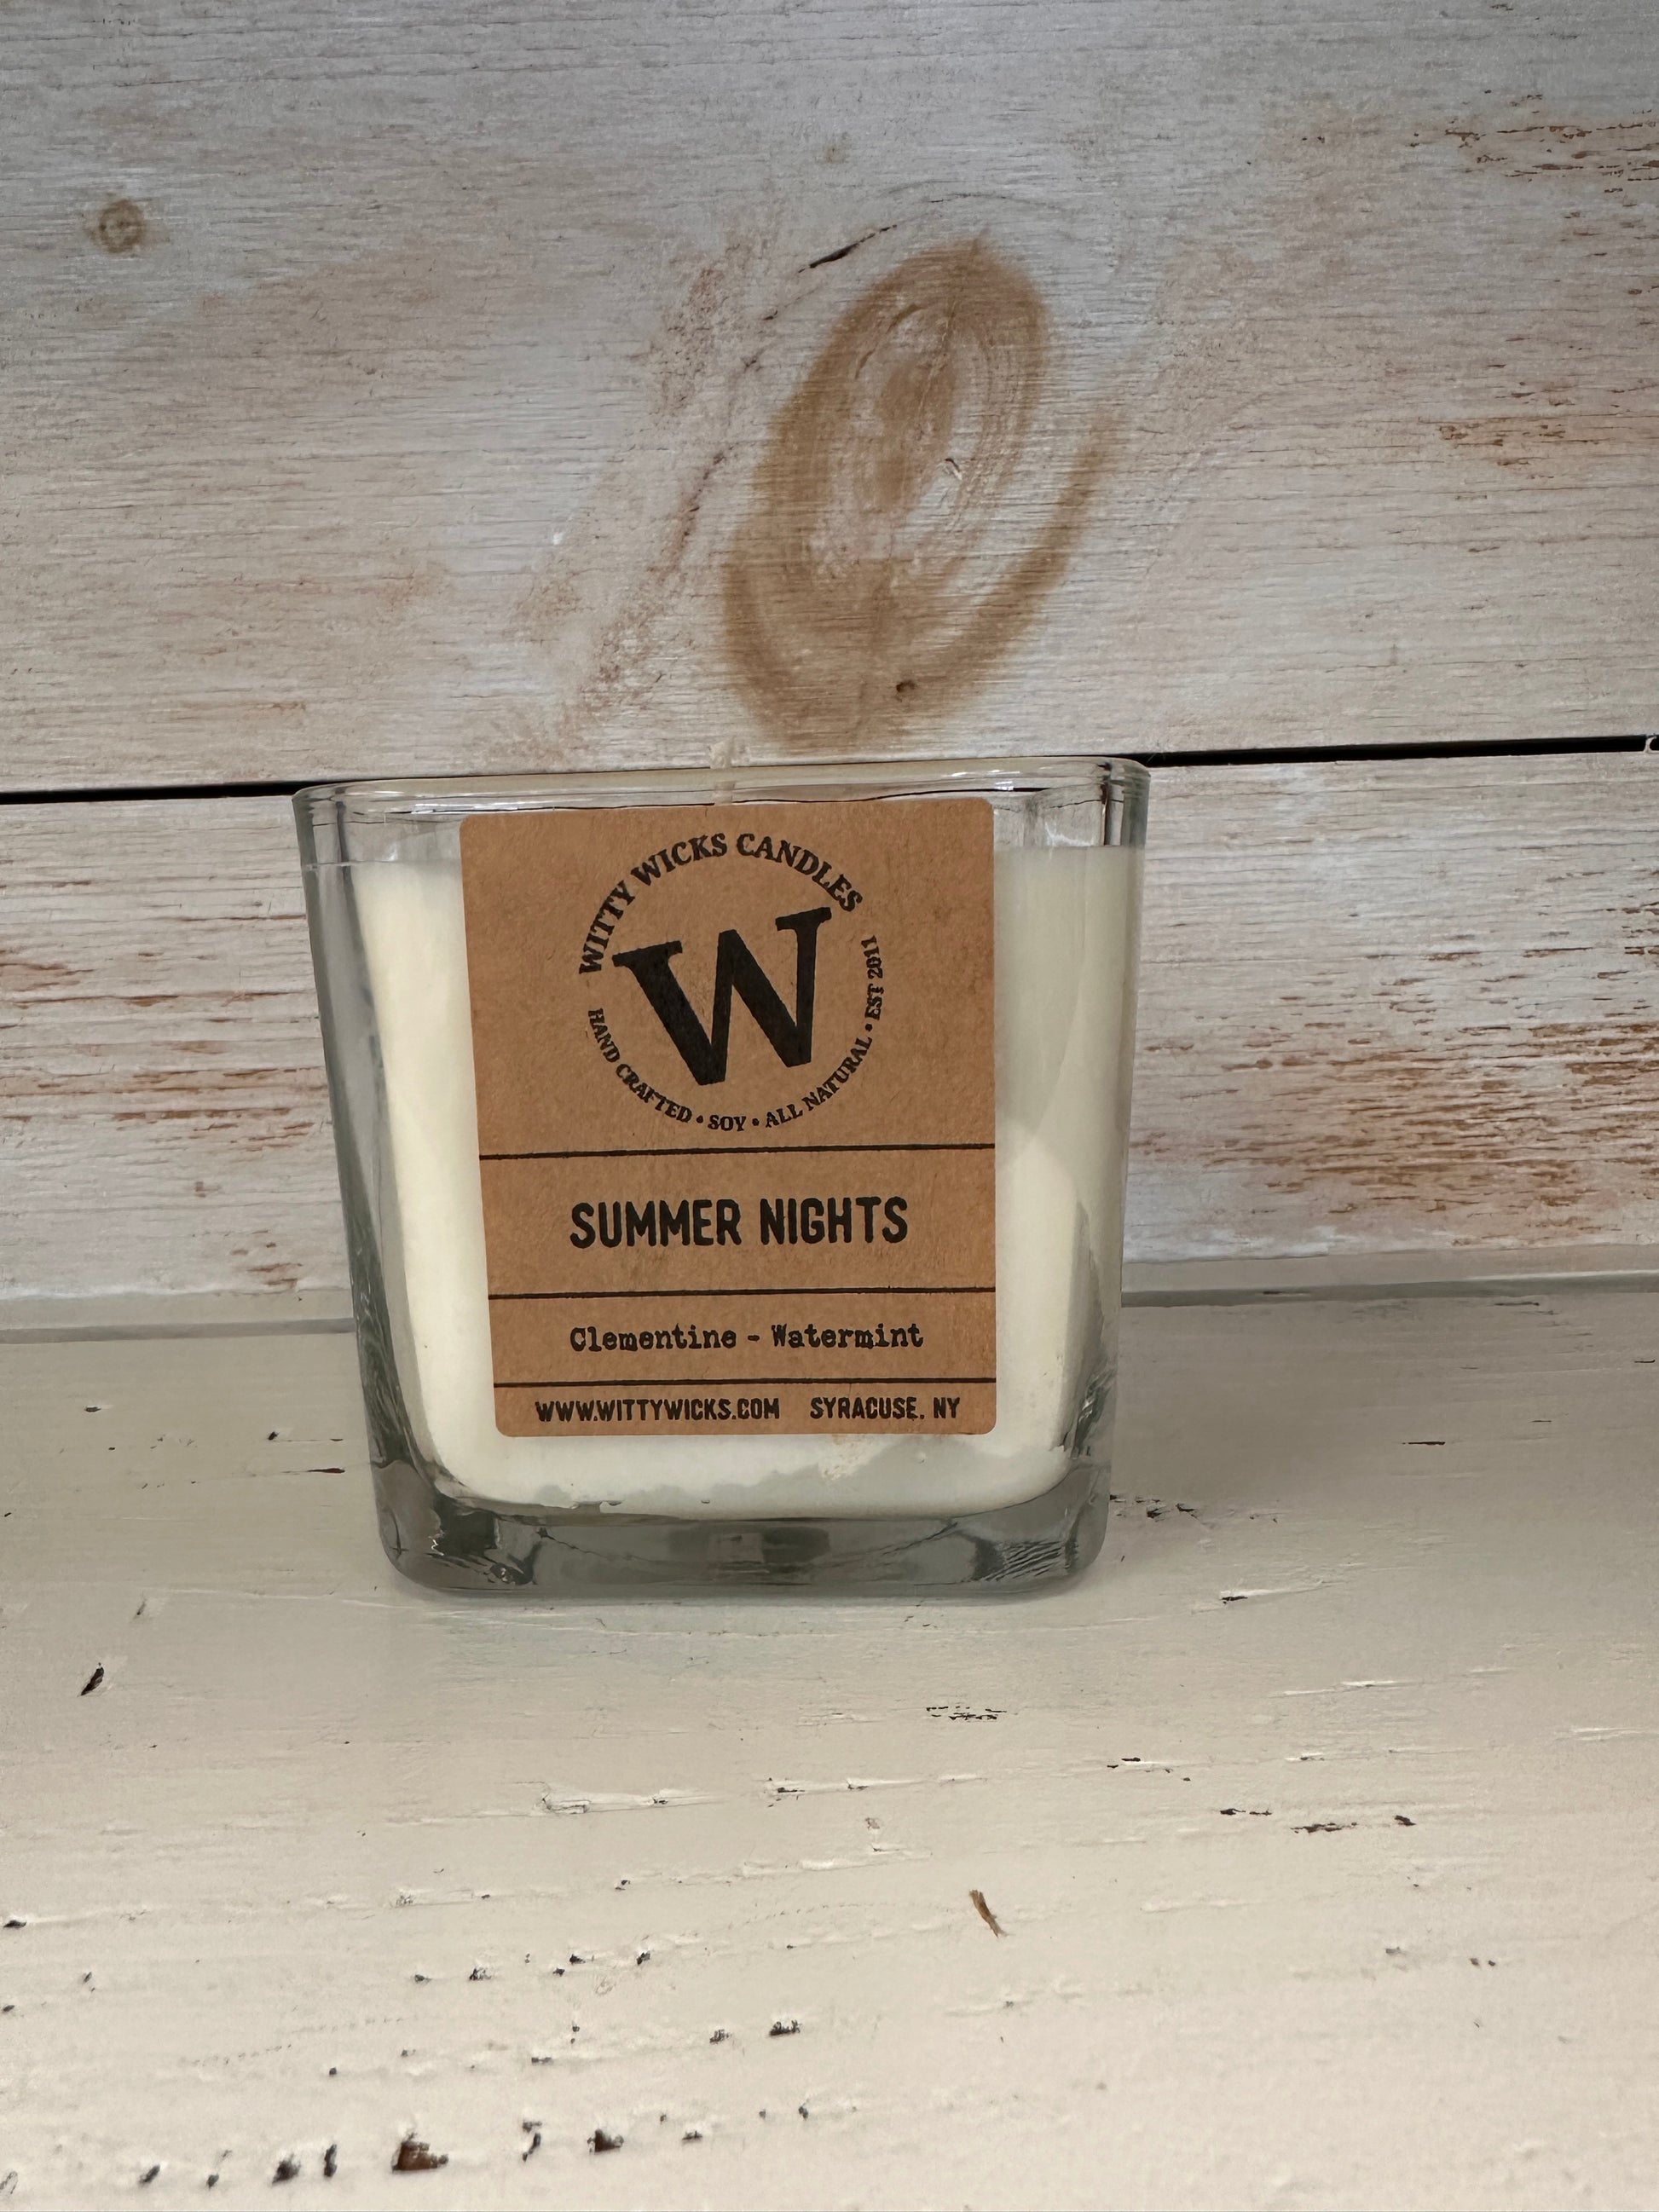 WITTY WICKS CANDLES
W
HAND CRAFTED • SOY • ALL NATURAL • EST 2011
SUMMER NIGHTS
Clementine - Watermint
WWW.WITTYWICKS.COM SYRACUSE, NY